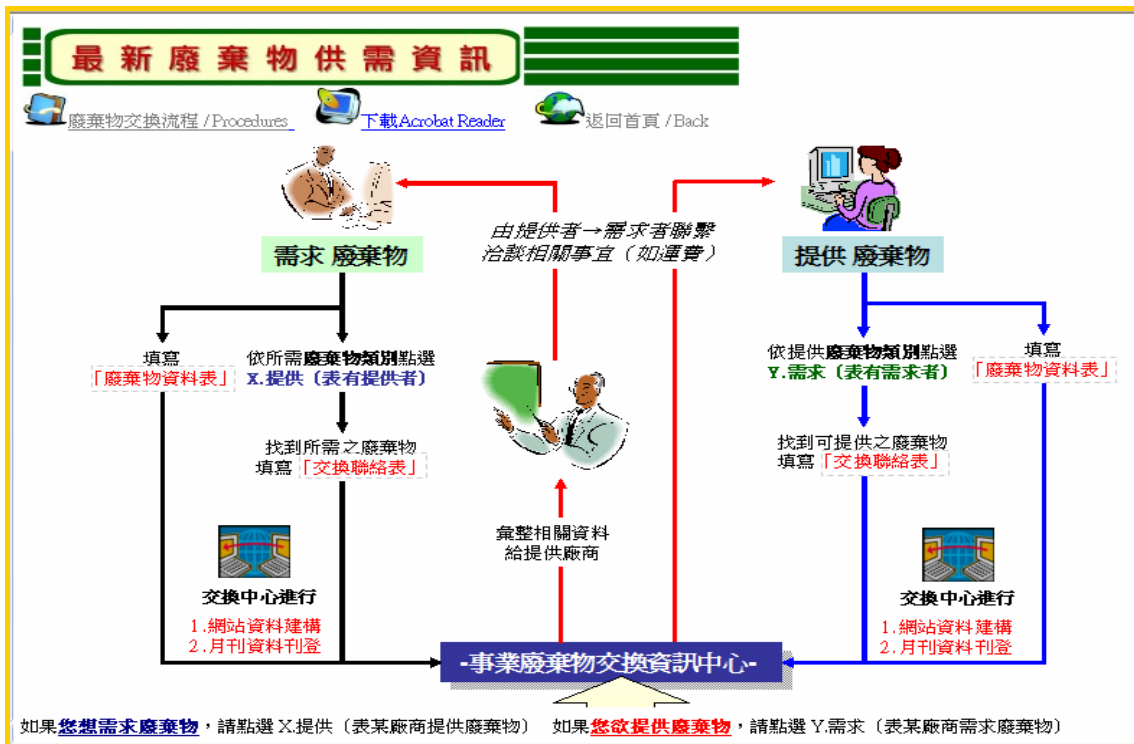 最新廢棄物供需資訊
廢棄物交換流程 /Procedures 下載Acrobat Reader 返回首頁 /Back
由提供者→需求者聯繫
洽談相關事宜（如運費）
需求 廢棄物
填寫
「廢棄物資料表」
依所需廢棄物類別點選
X.提供（表有提供者）
找到所需之廢棄物
填寫「交換聯絡表」
交換中心進行
1.網站資料建構
2.月刊資料刊登
彙整相關資料
給提供廠商
提供 廢棄物
依提供廢棄物類別點選
Y.需求（表有需求者）
填寫
「廢棄物資料表」
找到可提供之廢棄物
填寫「交換聯絡表」
交換中心進行
1.網站資料建構
2.月刊資料刊登
-事業廢棄物交換資訊中心-
如果您想需求廢棄物，請點選 X.提供（表某廠商提供廢棄物） 如果您欲提供廢棄物，請點選 Y.需求（表某廠商需求廢棄物）